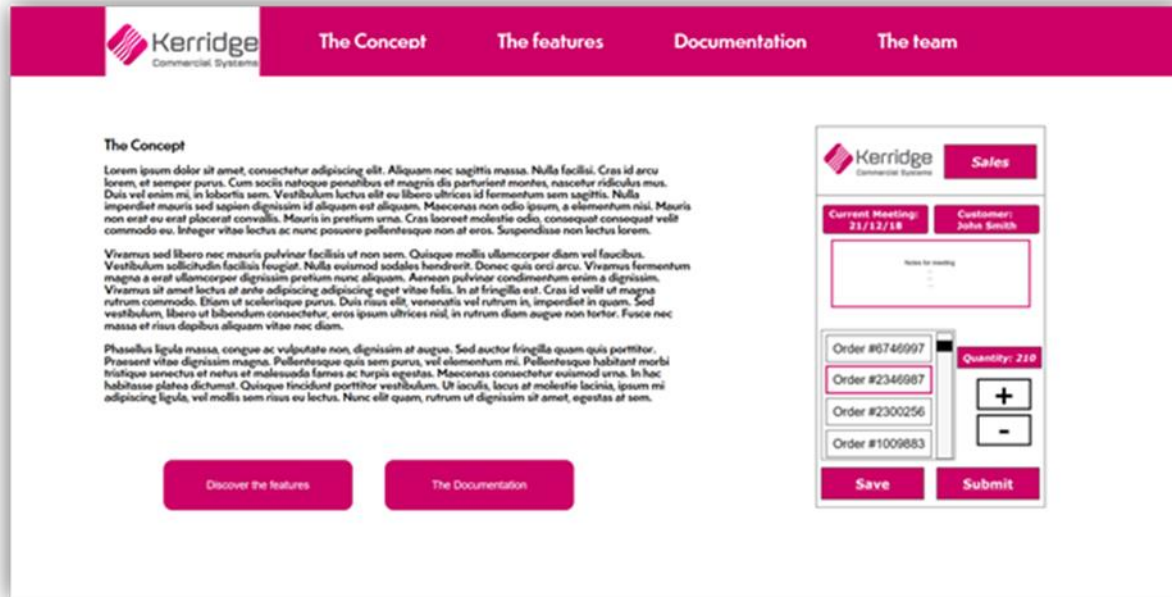 Kerridge
Commercial Systems
The Concept
The features
Documentation
The team
The Concept
Lorem ipsum dolor sit amet, consectetur adipiscing elit. Aliquam nec sagittis massa. Nulla facilisi. Cras id arcu
lorem, et semper purus. Cum sociis natoque penatibus et magnis dis parturient montes, nascetur ridiculus mus.
Duis vel enim mi, in lobortis sem. Vestibulum luctus elit eu libero ultrices id fermentum sem sagittis. Nulla
imperdiet mauris sed sapien dignissim id aliquam est aliquam. Maecenas non odio ipsum, a elementum nisi. Mauris
non erat eu erat placerat convallis. Mauris in pretium urna. Cras laoreet molestie odio, consequat consequat velit
commodo eu. Integer vitae lectus ac nunc posuere pellentesque non at eros. Suspendisse non lectus lorem.
Vivamus sed libero nec mauris pulvinar facilisis ut non sem. Quisque mollis ullamcorper diam vel faucibus.
Vestibulum sollicitudin facilisis feugiat. Nulla euismod sodales hendrerit. Donec quis orci arcu. Vivamus fermentum
magna a erat ullamcorper dignissim pretium nunc aliquam. Aenean pulvinar condimentum enim a dignissim.
Vivamus sit amet lectus at ante adipiscing adipiscing eget vitae felis. In at fringilla est. Cras id velit ut magna
rutrum commodo. Etiam ut scelerisque purus. Duis risus elit, venenatis vel rutrum in, imperdiet in quam. Sed
vestibulum, libero ut bibendum consectetur, eros ipsum ultrices nisl, in rutrum diam augue non tortor. Fusce nec
massa et risus dapibus aliquam vitae nec diam.
Phasellus ligula massa, congue ac vulputate non, dignissim at augue. Sed auctor fringilla quam quis porttitor.
Praesent vitae dignissim magna. Pellentesque quis sem purus, vel elementum mi. Pellentesque habitant morbi
tristique senectus et netus et malesuada fames ac turpis egestas. Maecenas consectetur euismod urna. In hac
habitasse platea dictumst. Quisque tincidunt porttitor vestibulum. Ut iaculis, lacus at molestie lacinia, ipsum mi
adipiscing ligula, vel mollis sem risus eu lectus. Nunc elit quam, rutrum ut dignissim sit amet, egestas at sem.
Discover the features
The Documentation
Kerridge
Commercial Systems
Sales
Current Meeting:
21/12/18
Customer:
John Smith
Notes for meeting
Order #6746997
Order #2346987
Order #2300256
Order #1009883
Quantity: 210
+
-
Save
Submit